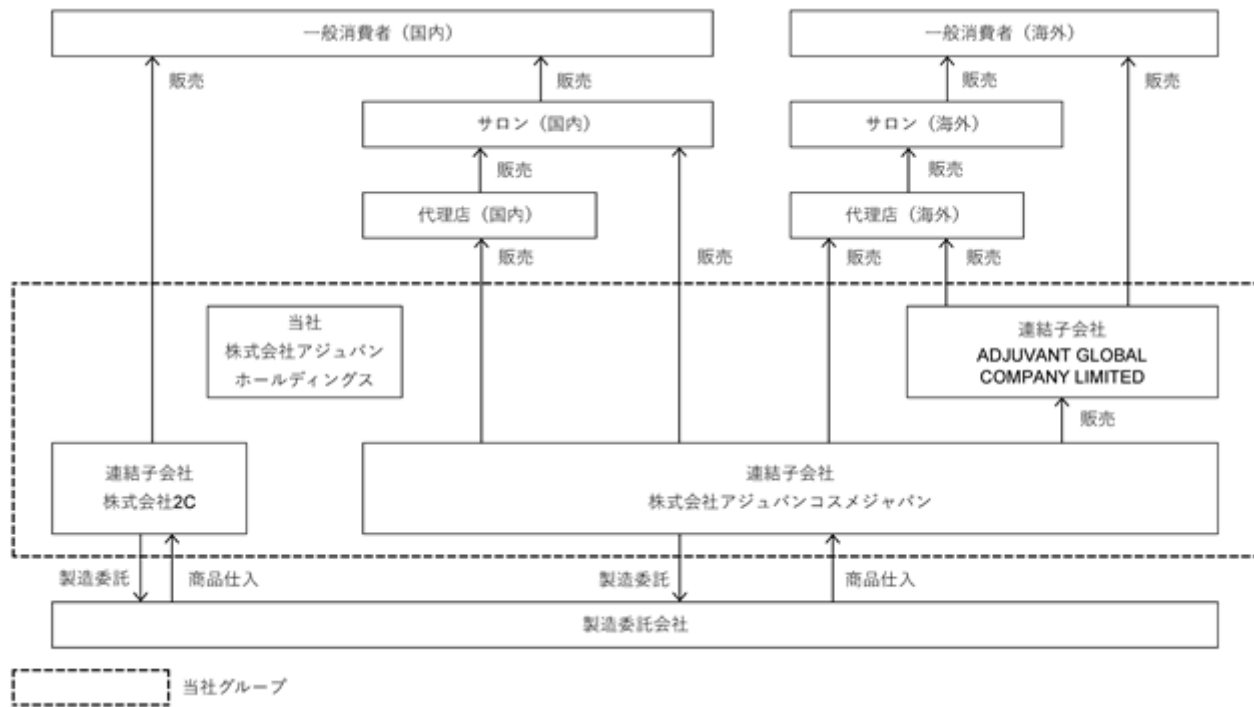 一般消費者（国内）
一般消費者（海外）
販売
販売
販売
販売
サロン（国内）
サロン（海外）
販売
販売
代理店（国内）
代理店（海外）
販売
販売
販売
販売
当社
株式会社アジュバン
ホールディングス
連結子会社
ADJUVANT GLOBAL
COMPANY LIMITED
販売
連結子会社
株式会社2C
連結子会社
株式会社アジュバンコスメジャパン
製造委託
商品仕入
製造委託
商品仕入
製造委託会社
当社グループ